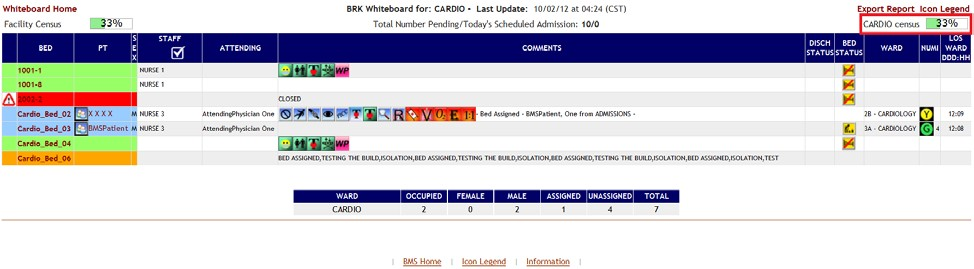 Whiteboard Home BRK Whiteboard for: CARDIO - Last Update: 10/02/12 at 04:24 (CST) Export Report Icon Legend
Facility Census 33% Total Number Pending/Today's Scheduled Admission: 10/0 CARDIO census 33%
BED PT SEX STAFF ATTENDING COMMENTS DISCH STATUS BED STATUS WARD NUMI LOS WARD DDD:HH
1001-1 NURSE 1 WP
1001-8 NURSE 1
CLOSED
Cardio_Bed_02 X X X X M NURSE 3 AttendingPhysician One - Bed Assigned - BMSPatient, One from ADMISSIONS - 2B - CARDIOLOGY Y 12:09
Cardio_Bed_03 BMSPatient M NURSE 3 AttendingPhysician One 3A - CARDIOLOGY G 4 12:08
Cardio_Bed_04 WP
Cardio_Bed_06 BED ASSIGNED,TESTING THE BUILD,ISOLATION,BED ASSIGNED,TESTING THE BUILD,ISOLATION,BED ASSIGNED,TESTING THE BUILD,ISOLATION,BED ASSIGNED,ISOLATION,TEST
WARD OCCUPIED FEMALE MALE ASSIGNED UNASSIGNED TOTAL
CARDIO 2 0 2 1 4 7
| BMS Home | Icon Legend | Information |